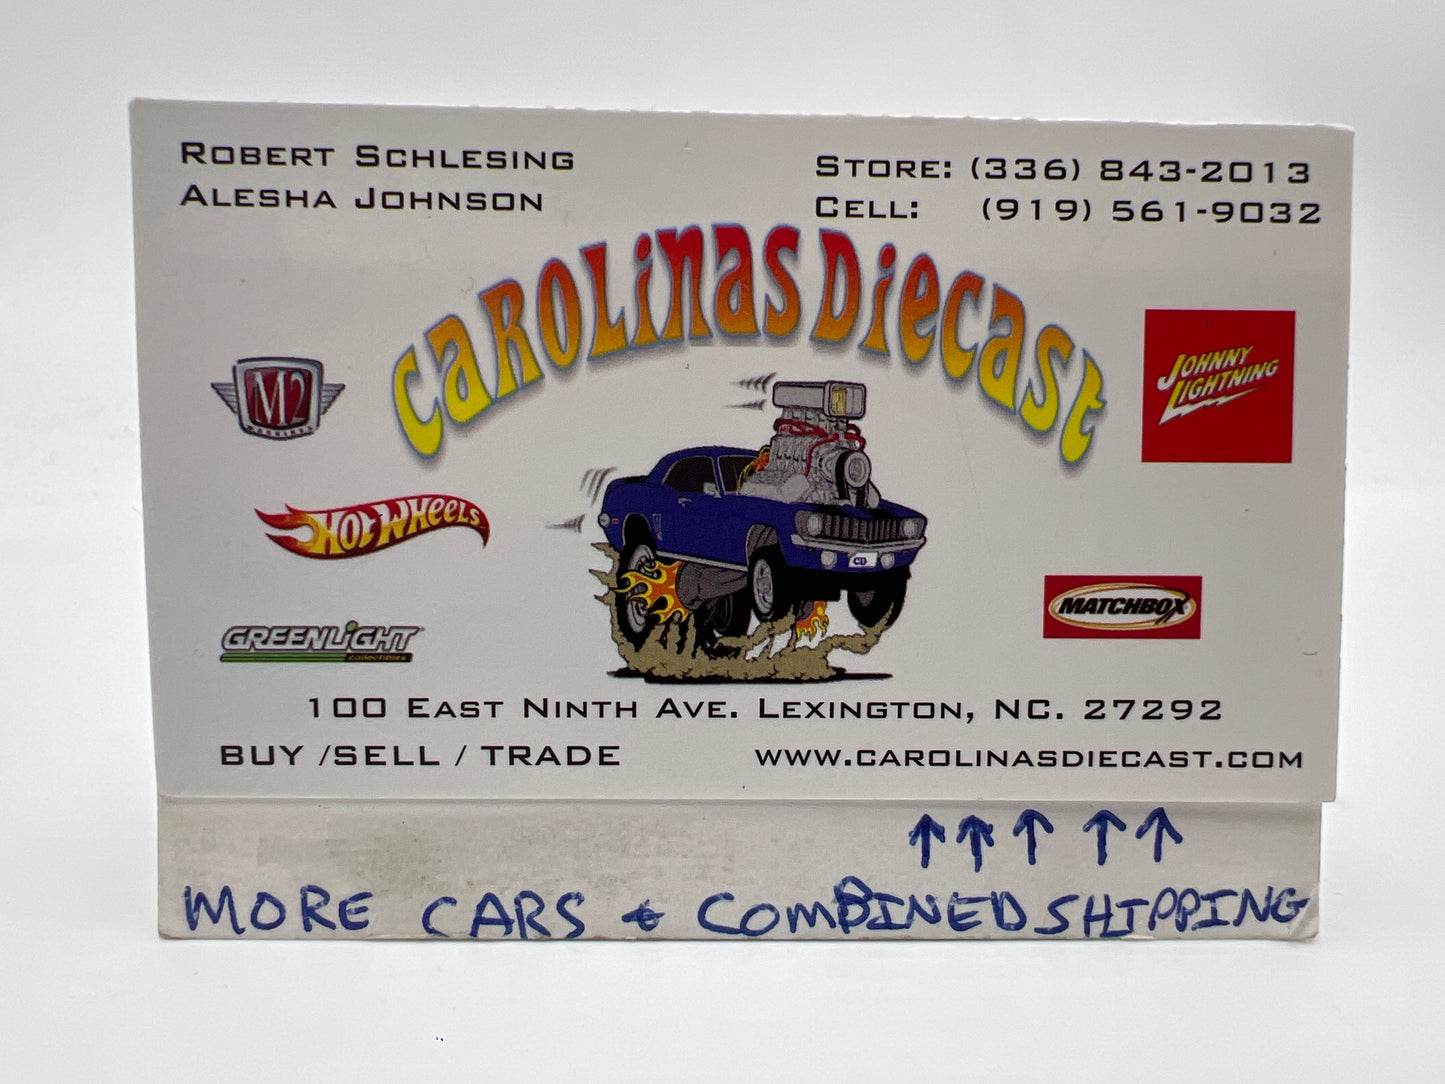 ROBERT SCHLESING
ALESHA JOHNSON
STORE: (336) 843-2013
CELL: (919) 561-9032
CAROLINAS DIECAST
M2
MACHINES
JOHNNY
LIGHTNING
HOT WHEELS
CD
MATCHBOX
GREENLIGHT
collectibles
100 EAST NINTH AVE. LEXINGTON, NC. 27292
BUY /SELL / TRADE
WWW.CAROLINASDIECAST.COM
↑↑↑ ↑↑
MORE CARS & COMBINED SHIPPING